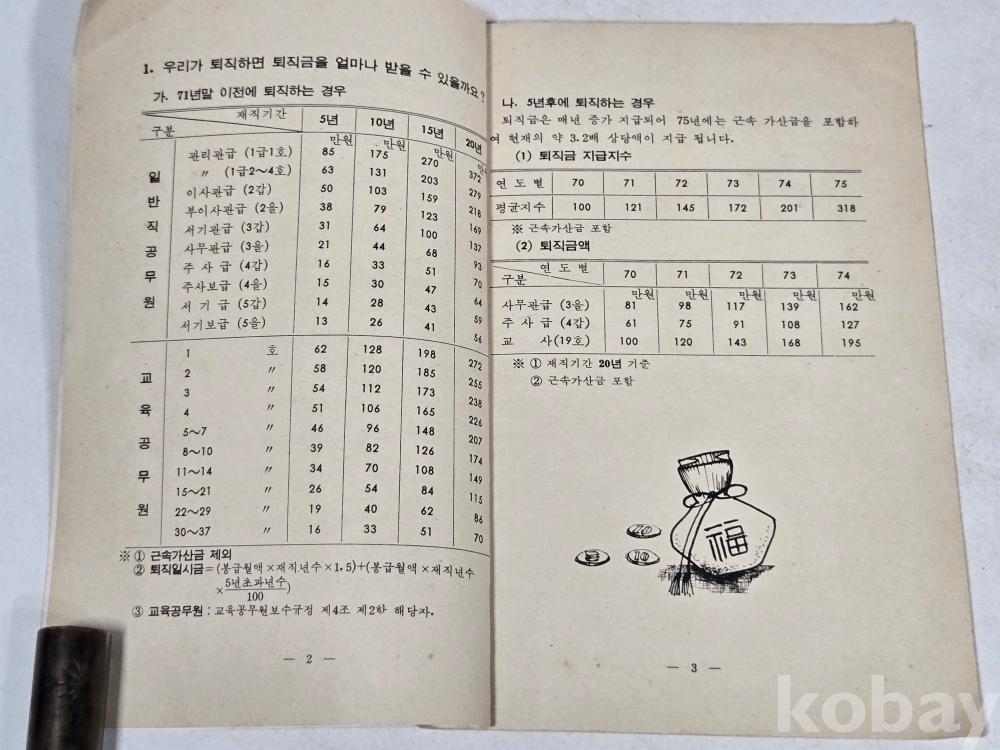 1. 우리가 퇴직하면 퇴직금을 얼마나 받을 수 있을까요?
가. 71년말 이전에 퇴직하는 경우
구분 재직기간 5년 10년 15년 20년
만원 만원 만원 만원
일반직공무원
관리관급 (1급1호) 85 175 270 372
〃 (1급2~4호) 63 131 203 279
이사관급 (2갑) 50 103 159 218
부이사관급 (2을) 38 79 123 169
서기관급 (3갑) 31 64 100 137
사무관급 (3을) 21 44 68 93
주사급 (4갑) 16 33 51 70
주사보급 (4을) 15 30 47 64
서기급 (5갑) 14 28 43 59
서기보급 (5을) 13 26 41 56
교육공무원
1 호 62 128 198 272
2 〃 58 120 185 255
3 〃 54 112 173 238
4 〃 51 106 165 226
5~7 〃 46 96 148 207
8~10 〃 39 82 126 174
11~14 〃 34 70 108 149
15~21 〃 26 54 84 115
22~29 〃 19 40 62 86
30~37 〃 16 33 51 70
※ ① 근속가산금 제외
② 퇴직일시금=(봉급월액×재직년수×1.5)+(봉급월액×재직년수
×5년초과년수/100)
③ 교육공무원: 교육공무원보수규정 제4조 제2항 해당자.
— 2 —
나. 5년후에 퇴직하는 경우
퇴직금은 매년 증가 지급되어 75년에는 근속 가산금을 포함하
여 현재의 약 3.2배 상당액이 지급 됩니다.
(1) 퇴직금 지급지수
연도별 70 71 72 73 74 75
평균지수 100 121 145 172 201 318
※ 근속가산금 포함
(2) 퇴직금액
구분 연도별 70 71 72 73 74
만원 만원 만원 만원 만원
사무관급 (3을) 81 98 117 139 162
주사급 (4갑) 61 75 91 108 127
교사(19호) 100 120 143 168 195
※ ① 재직기간 20년 기준
② 근속가산금 포함
福
— 3 —
kobay